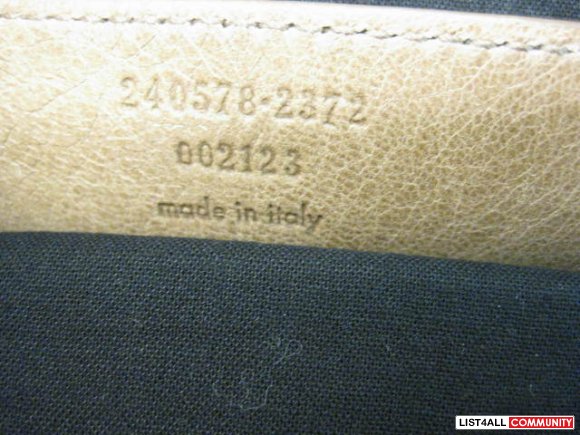 240578·2372
002123
made in italy
LIST4ALL COMMUNITY